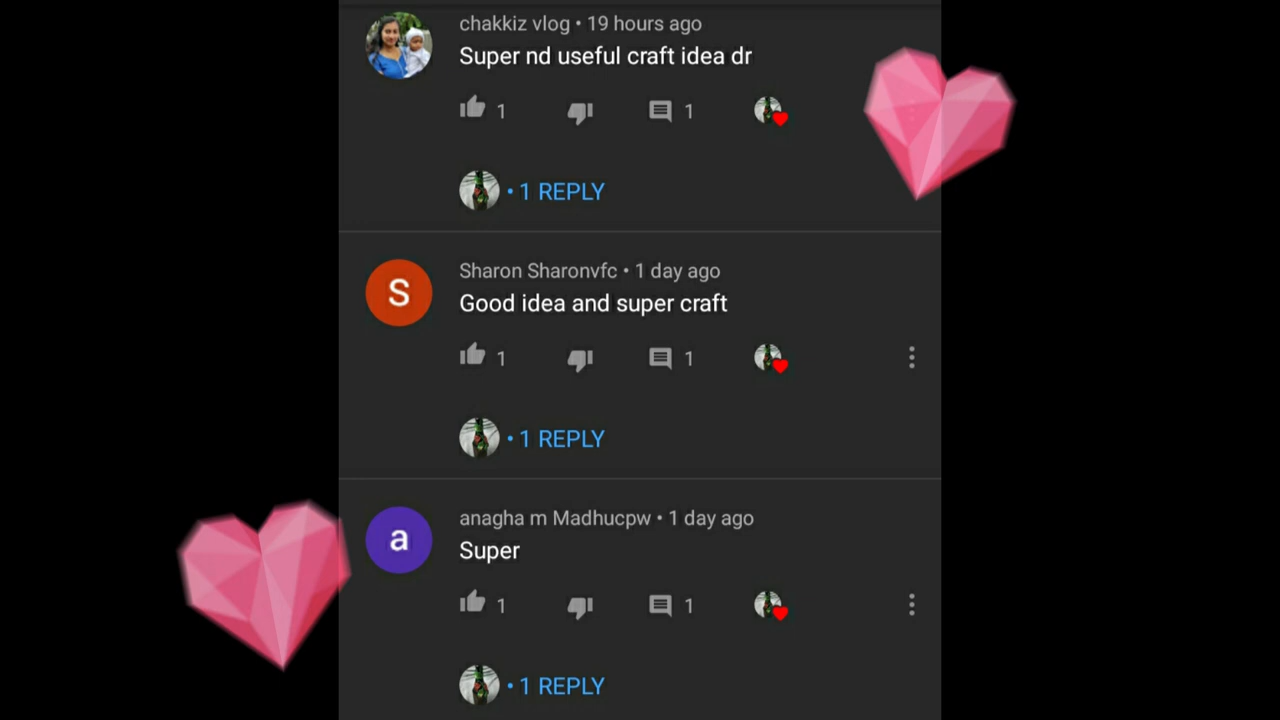 chakkiz vlog • 19 hours ago
Super nd useful craft idea dr
1 1
• 1 REPLY
S
Sharon Sharonvfc • 1 day ago
Good idea and super craft
1 1
• 1 REPLY
a
anagha m Madhucpw • 1 day ago
Super
1 1
• 1 REPLY